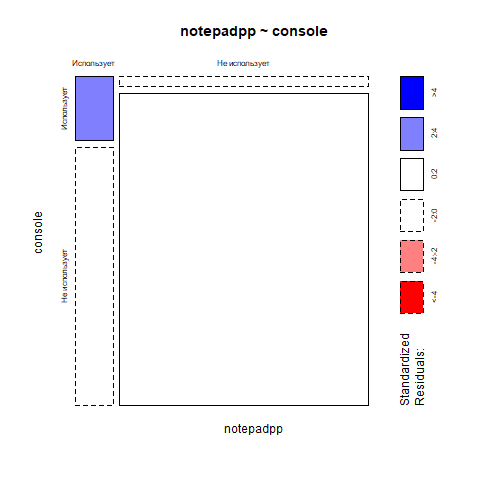 notepadpp ~ console
Использует
Не использует
Использует
Не использует
console
notepadpp
>4
2:4
0:2
-2:0
-4:-2
<-4
Standardized
Residuals: